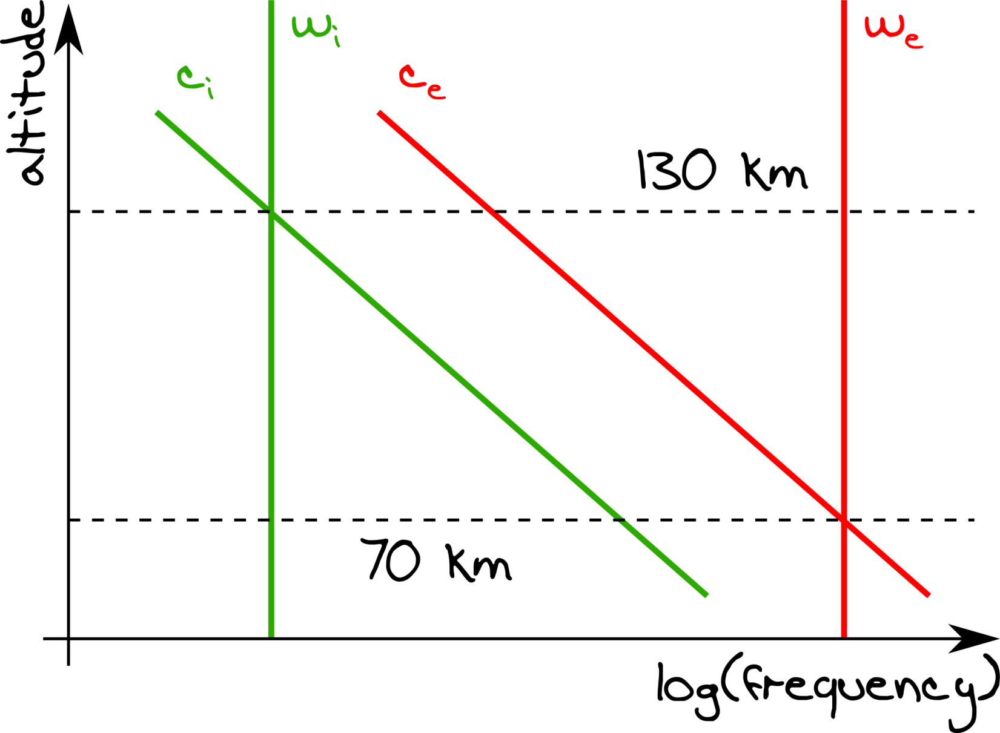 altitude
ωi
ωe
ci
ce
130 km
70 km
log(frequency)